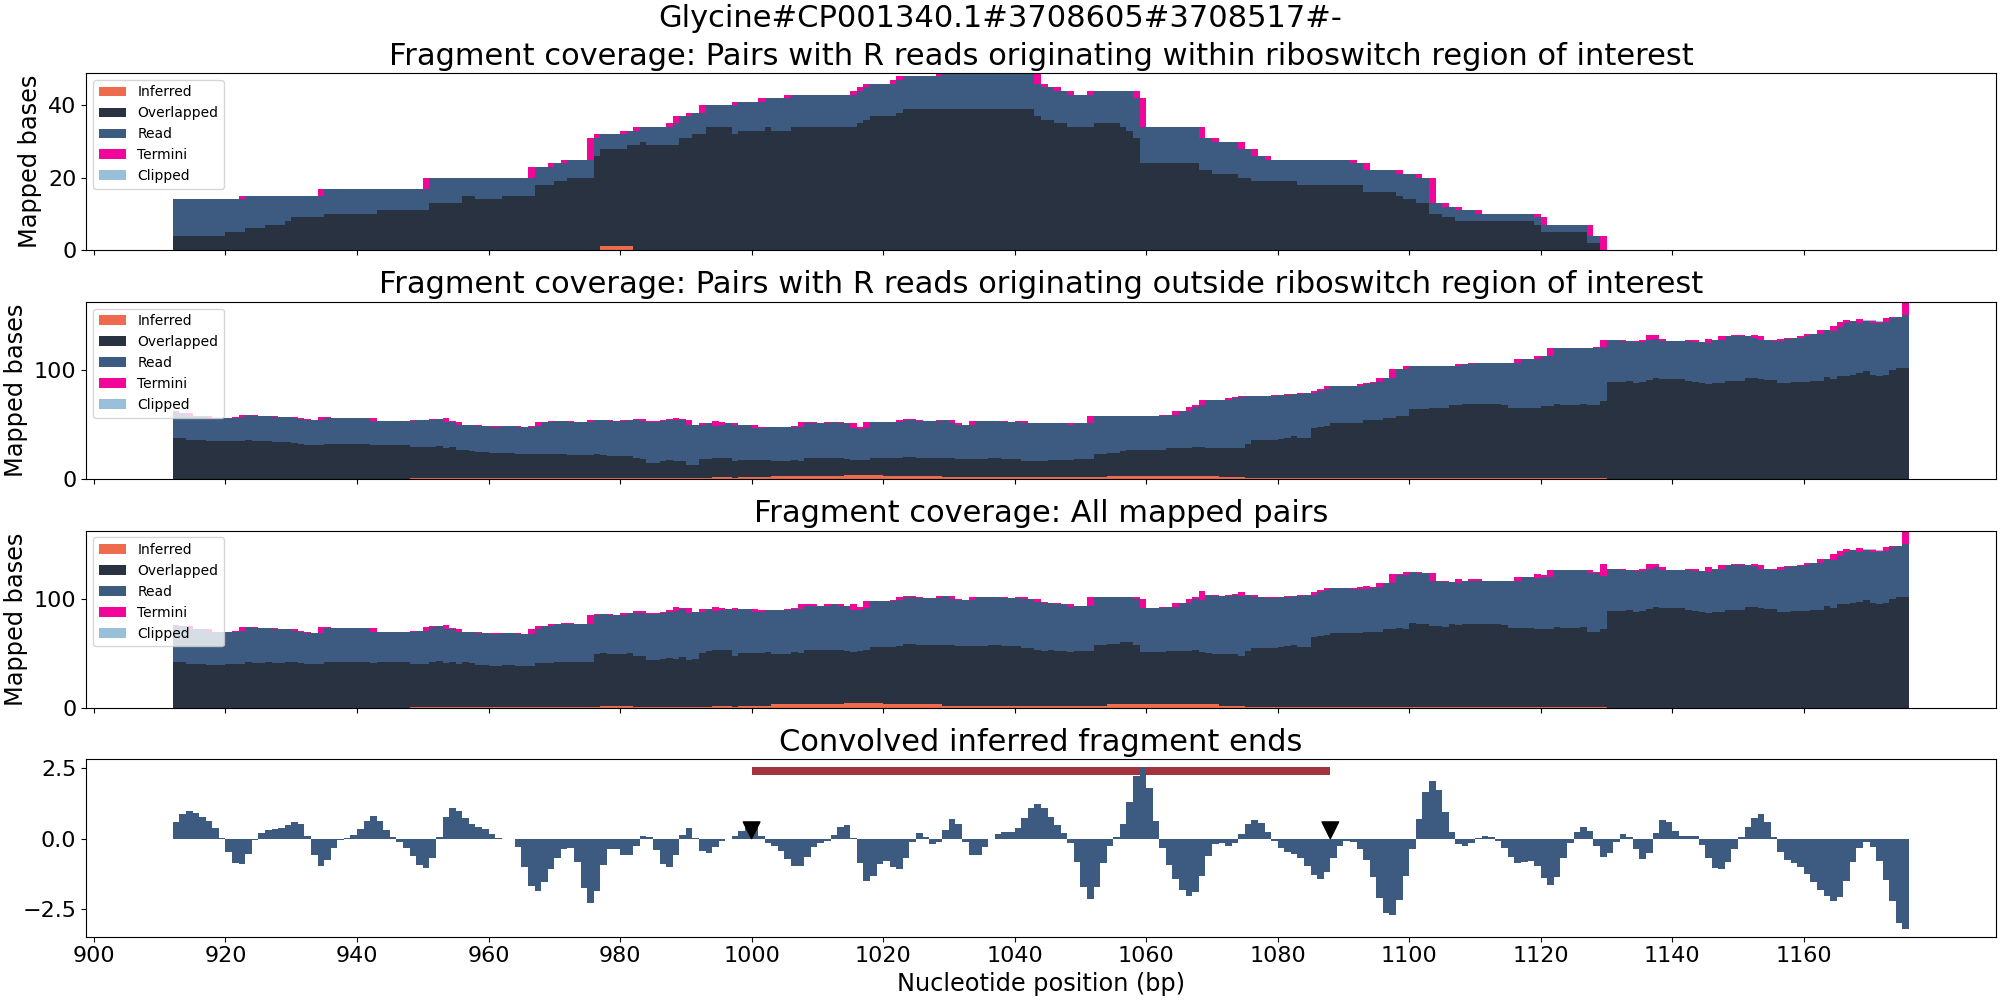 Glycine#CP001340.1#3708605#3708517#-
Fragment coverage: Pairs with R reads originating within riboswitch region of interest
Mapped bases
40
20
0
Inferred
Overlapped
Read
Termini
Clipped
Fragment coverage: Pairs with R reads originating outside riboswitch region of interest
Mapped bases
100
0
Inferred
Overlapped
Read
Termini
Clipped
Fragment coverage: All mapped pairs
Mapped bases
100
0
Inferred
Overlapped
Read
Termini
Clipped
Convolved inferred fragment ends
2.5
0.0
−2.5
900 920 940 960 980 1000 1020 1040 1060 1080 1100 1120 1140 1160
Nucleotide position (bp)